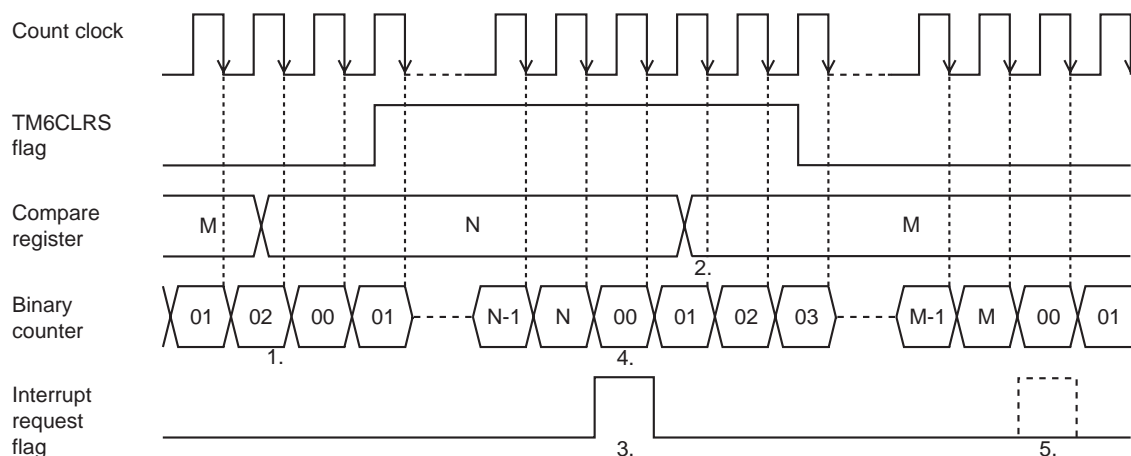 Count clock
TM6CLRS
flag
Compare
register
M
N
M
2.
Binary
counter
01
02
00
01
N-1
N
00
01
02
03
M-1
M
00
01
1.
4.
Interrupt
request
flag
3.
5.